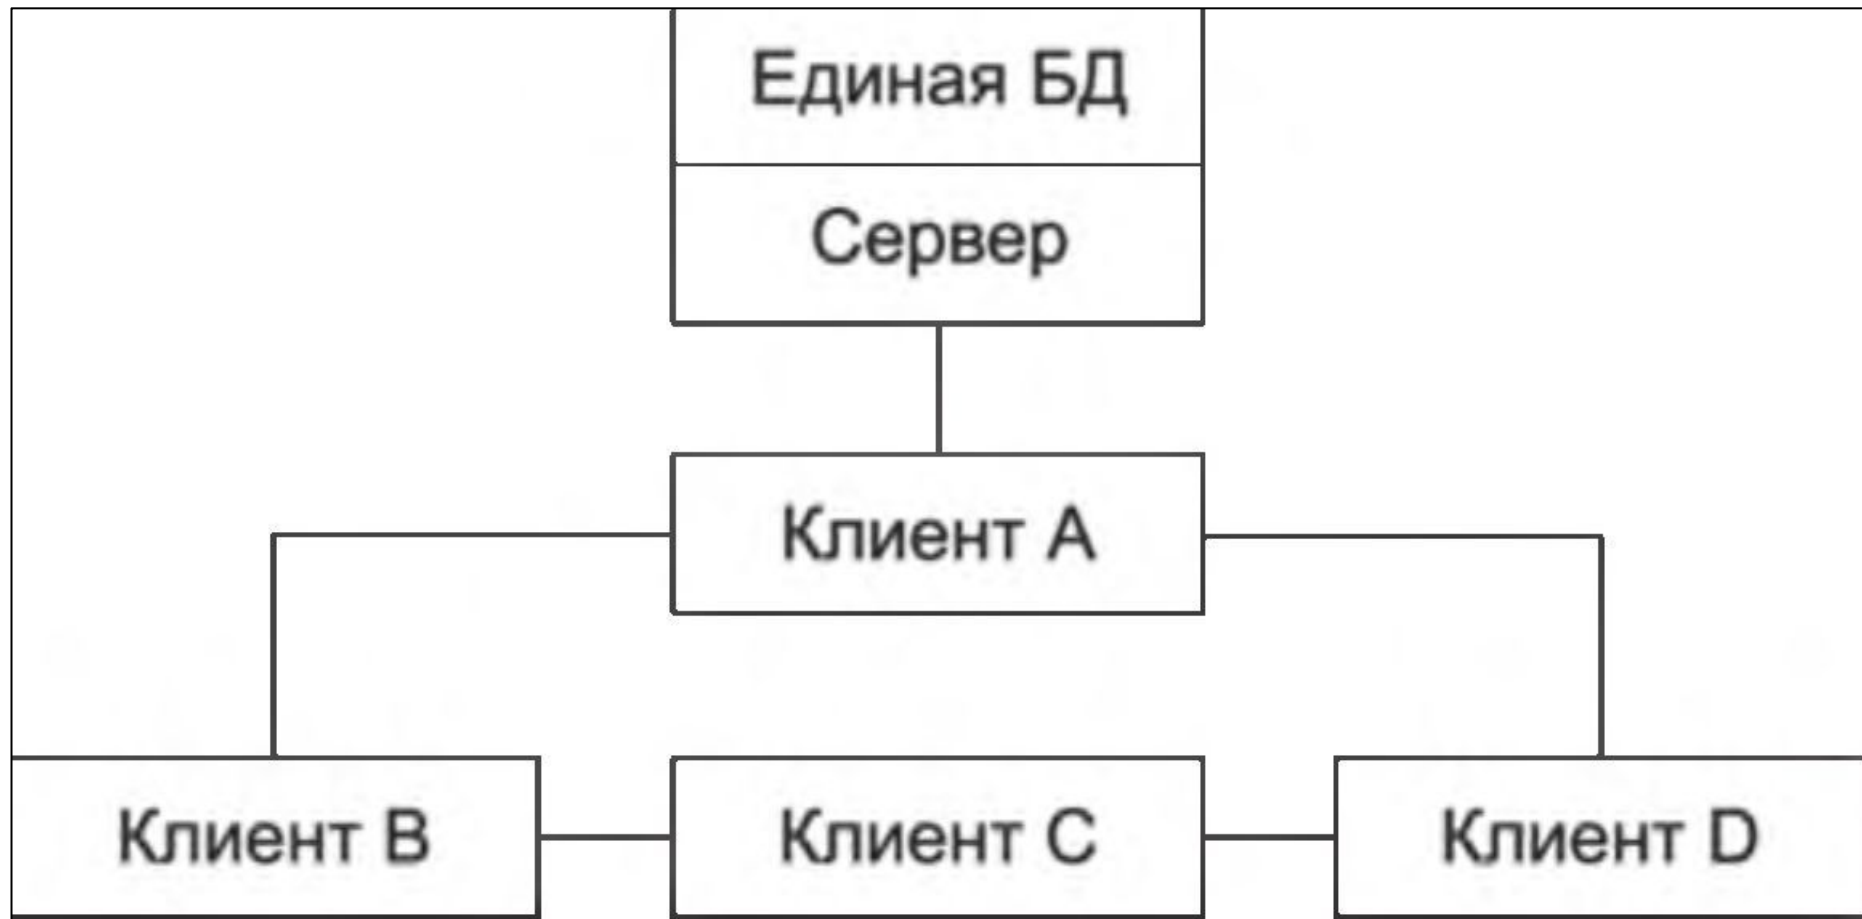 Единая БД
Сервер
Клиент A
Клиент B
Клиент C
Клиент D